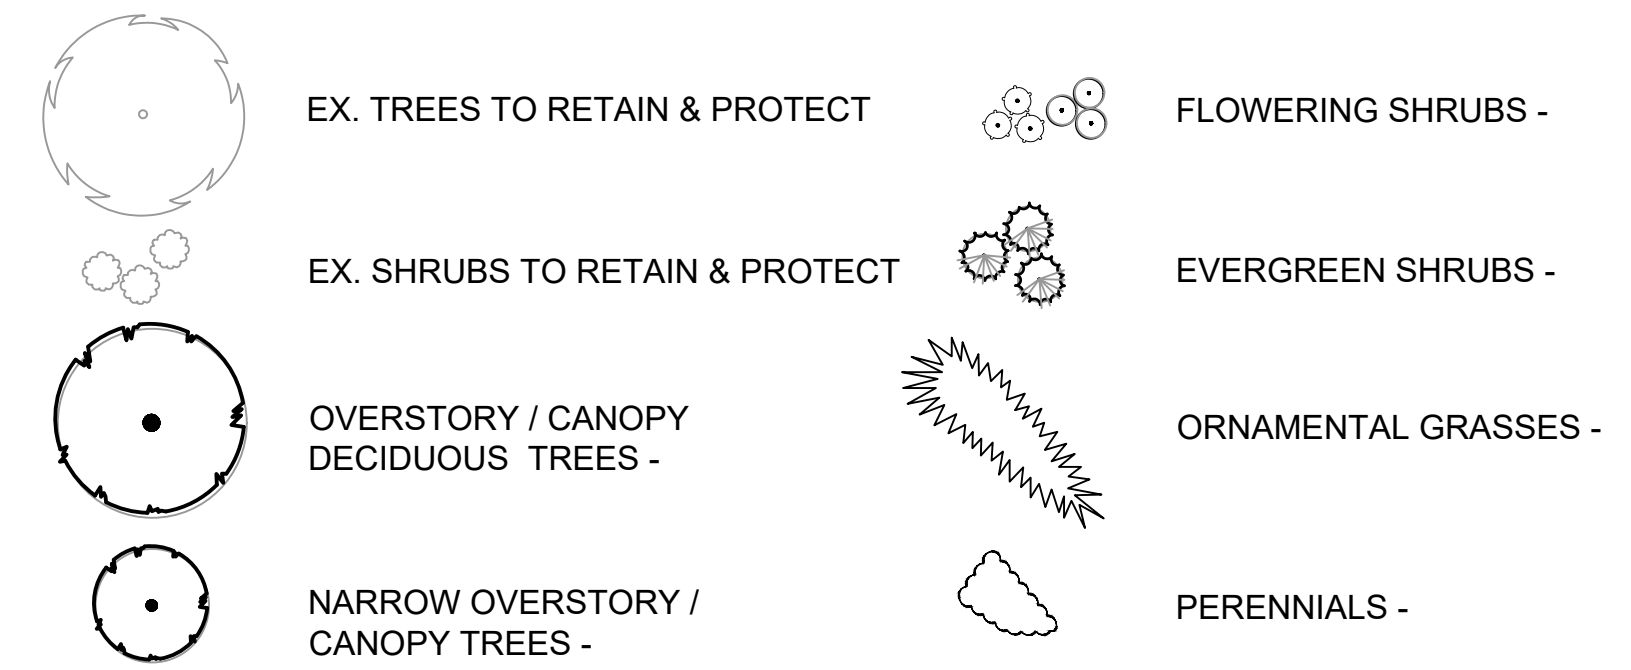 EX. TREES TO RETAIN & PROTECT
EX. SHRUBS TO RETAIN & PROTECT
OVERSTORY / CANOPY
DECIDUOUS TREES -
NARROW OVERSTORY /
CANOPY TREES -
FLOWERING SHRUBS -
EVERGREEN SHRUBS -
ORNAMENTAL GRASSES -
PERENNIALS -